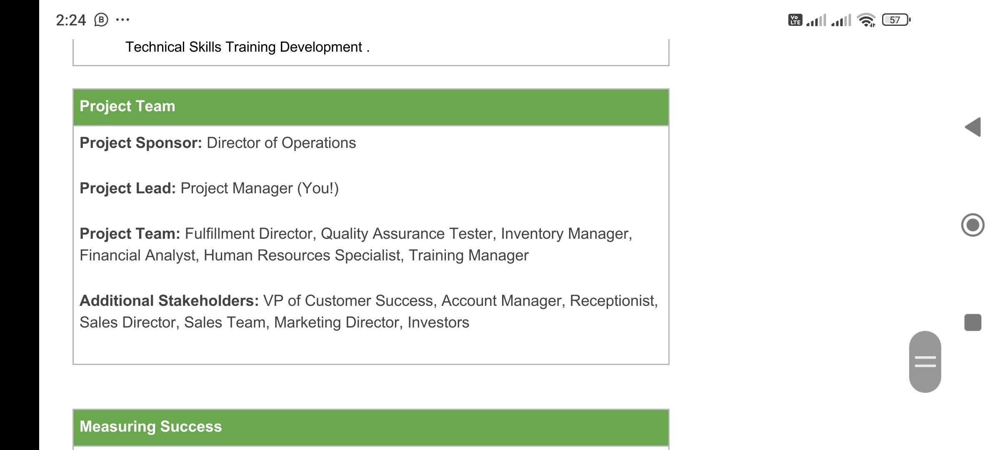 2:24 B ...
Vo LTE 57
Technical Skills Training Development .
Project Team
Project Sponsor: Director of Operations
Project Lead: Project Manager (You!)
Project Team: Fulfillment Director, Quality Assurance Tester, Inventory Manager,
Financial Analyst, Human Resources Specialist, Training Manager
Additional Stakeholders: VP of Customer Success, Account Manager, Receptionist,
Sales Director, Sales Team, Marketing Director, Investors
Measuring Success